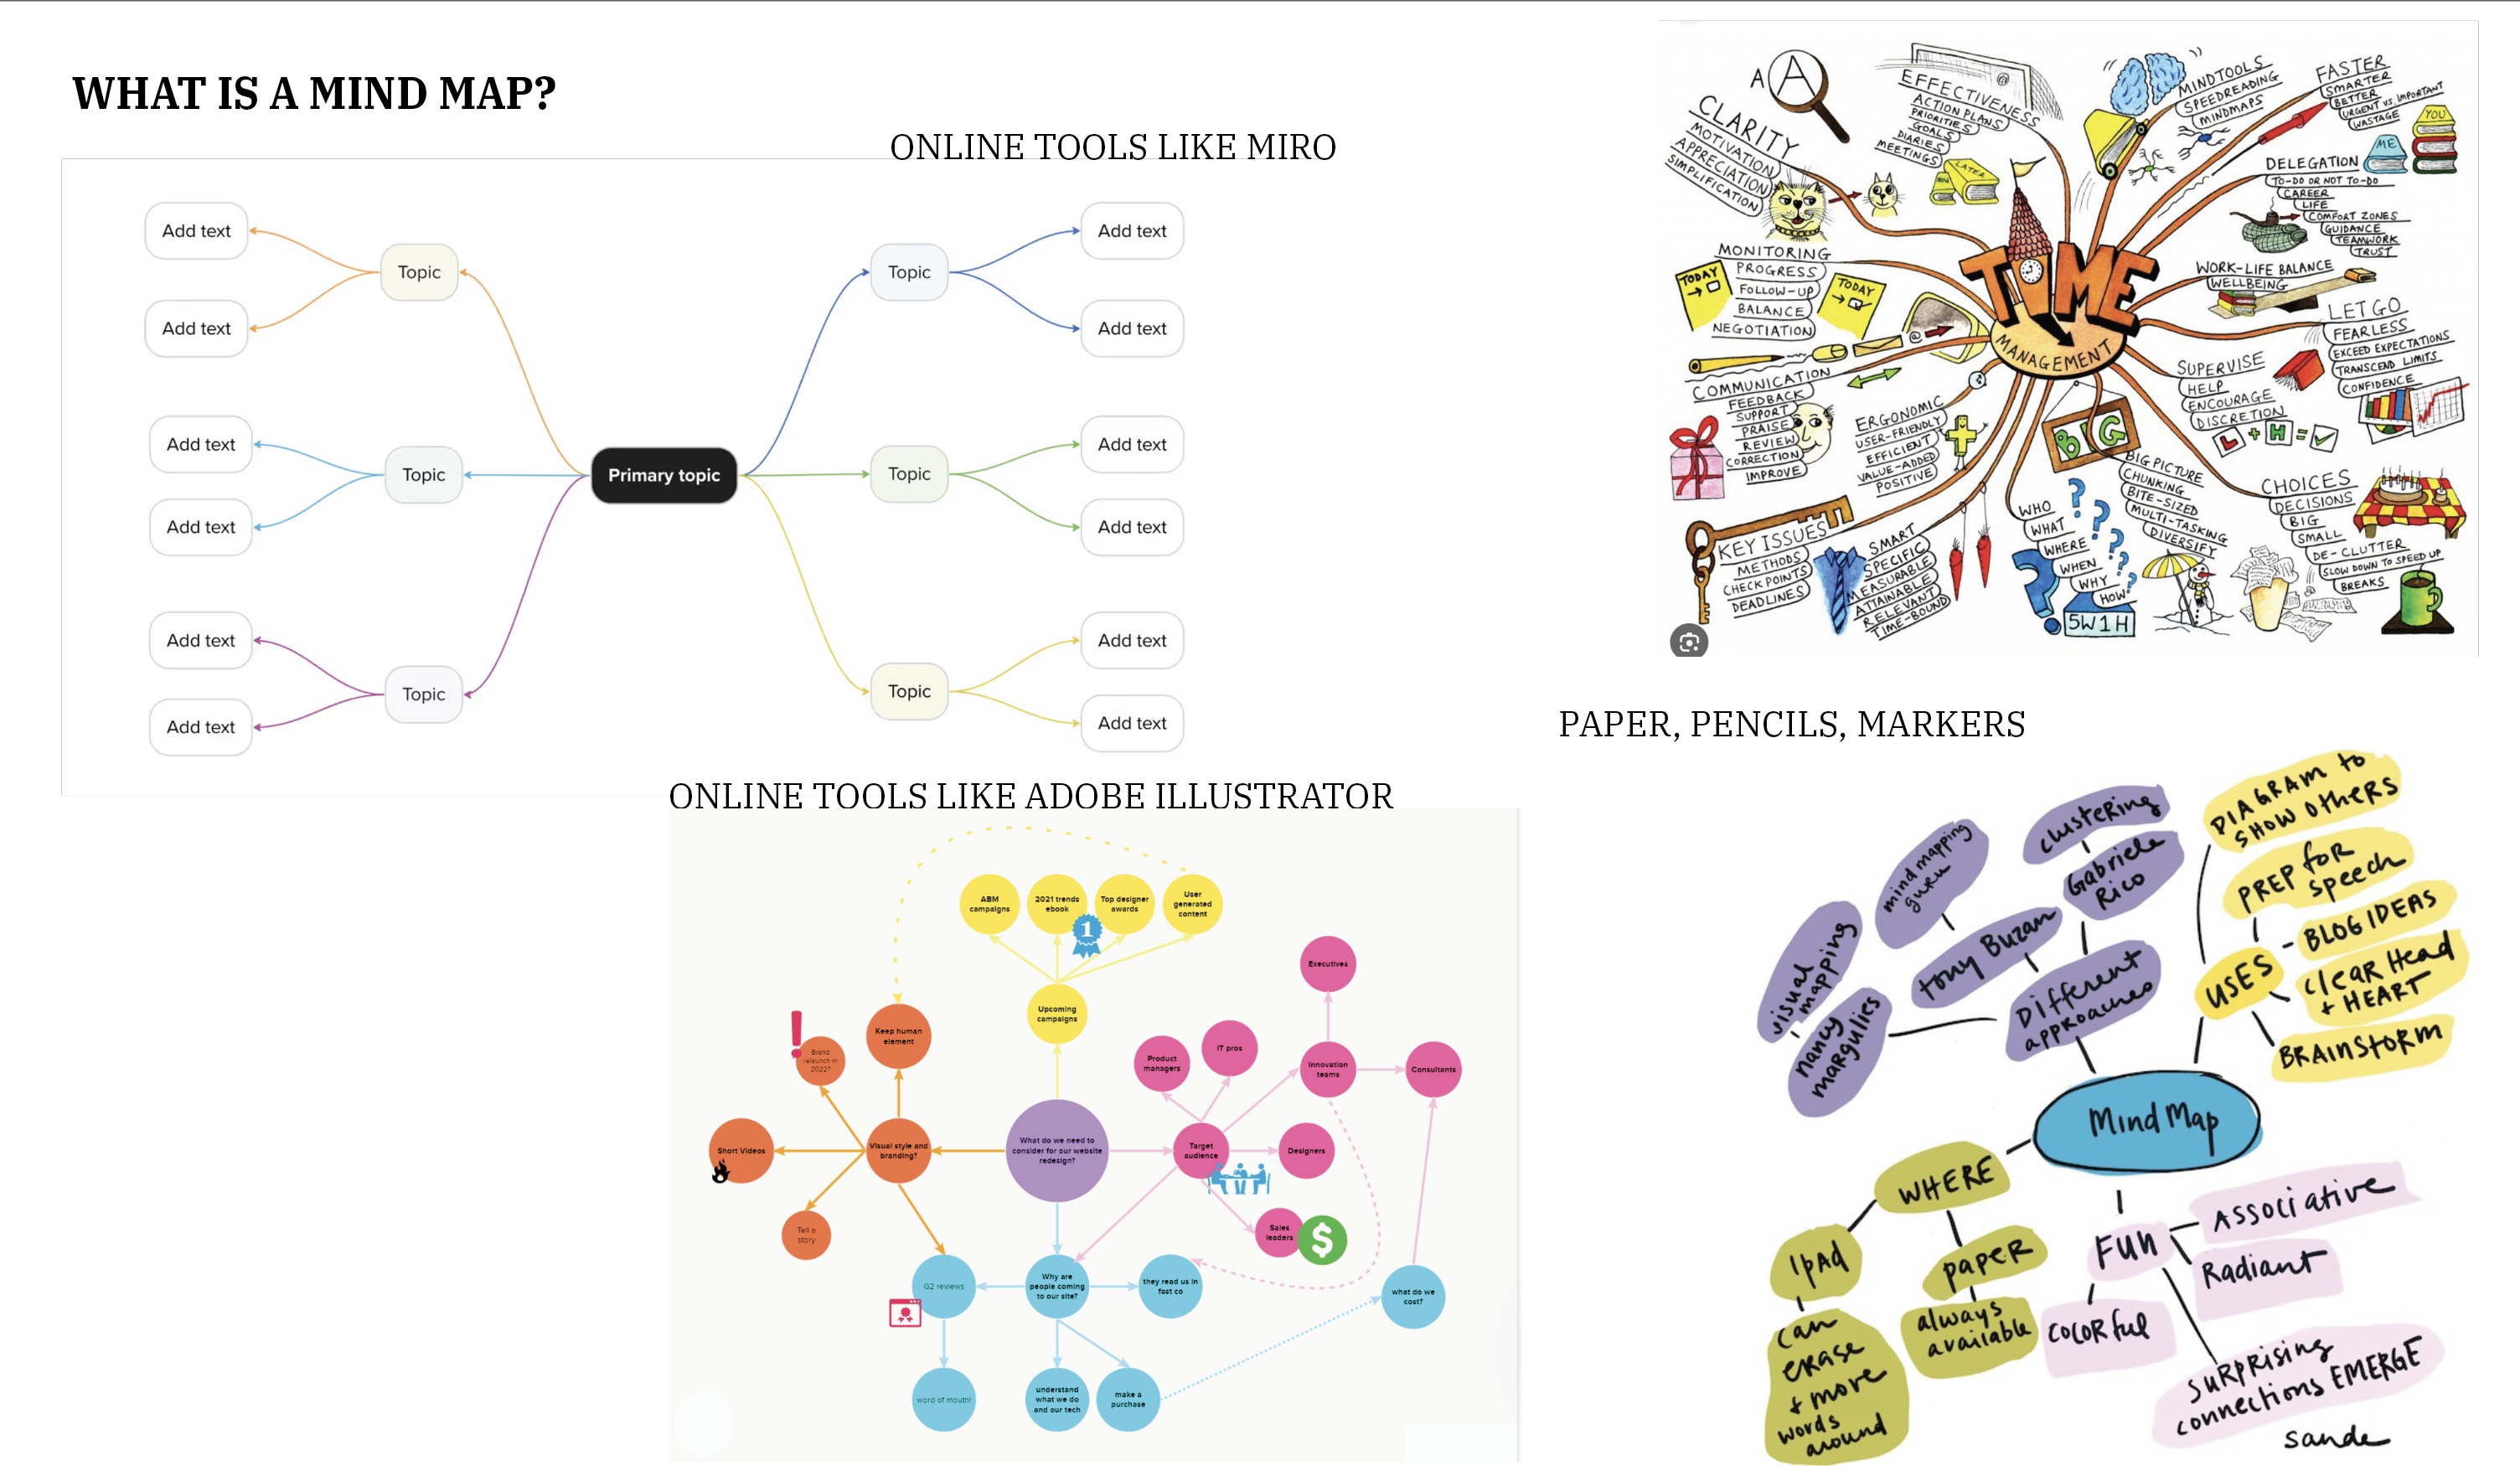 WHAT IS A MIND MAP?
ONLINE TOOLS LIKE MIRO
Add text
Add text
Topic
Add text
Add text
Topic
Add text
Add text
Topic
Primary topic
Topic
Add text
Add text
Topic
Add text
Add text
Topic
Add text
Add text
A
A
CLARITY
MOTIVATION
APPRECIATION
SIMPLIFICATION
EFFECTIVENESS
ACTION PLANS
PRIORITIES
GOALS
DIARIES
MEETINGS
@
NOW
LATER
MINDTOOLS
SPEEDREADING
MINDMAPS
FASTER
SMARTER
BETTER
URGENT VS. IMPORTANT
WASTAGE
YOU
ME
DELEGATION
TO-DO OR NOT TO-DO
CAREER
LIFE
COMFORT ZONES
GUIDANCE
TEAMWORK
TRUST
WORK-LIFE BALANCE
WELLBEING
LET GO
FEARLESS
EXCEED EXPECTATIONS
TRANSCEND LIMITS
CONFIDENCE
TIME
MANAGEMENT
MONITORING
PROGRESS
FOLLOW-UP
BALANCE
NEGOTIATION
TODAY
TODAY
@
COMMUNICATION
FEEDBACK
SUPPORT
PRAISE
REVIEW
CORRECTION
IMPROVE
ERGONOMIC
USER-FRIENDLY
EFFICIENT
VALUE-ADDED
POSITIVE
SUPERVISE
HELP
ENCOURAGE
DISCRETION
L + H =
BIG
BIG PICTURE
CHUNKING
BITE-SIZED
MULTI-TASKING
DIVERSIFY
CHOICES
DECISIONS
BIG
SMALL
DE-CLUTTER
SLOW DOWN TO SPEED UP
BREAKS
KEY ISSUES
METHODS
CHECK POINTS
DEADLINES
SMART
SPECIFIC
MEASURABLE
ATTAINABLE
RELEVANT
TIME-BOUND
WHO
WHAT
WHERE
WHEN
WHY
HOW
? ? ? ? ? ?
5W1H
PAPER, PENCILS, MARKERS
ONLINE TOOLS LIKE ADOBE ILLUSTRATOR
ABM
campaigns
2021 trends
ebook
1
Top designer
awards
User
generated
content
Upcoming
campaigns
Keep human
element
!
Brand
relaunch in
2022?
Short Videos
Visual style and
branding?
Tell a
story
What do we need to
consider for our website
redesign?
Product
managers
IT pros
Executives
Innovation
teams
Consultants
Target
audience
Designers
Sales
leaders
$
G2 reviews
Why are
people coming
to our site?
they read us in
fast co
what do we
cost?
word of mouth!
understand
what we do
and our tech
make a
purchase
DIAGRAM to
SHOW others
PREP for
speech
BLOG IDEAS
USES
clear Head
+ HEART
BRAINSTORM
clustering
Gabriele
Rico
mind mapping
guru
tony Buzan
Different
approaches
visual
mapping
nancy
margulies
Mind Map
WHERE
IpAd
can
erase
+ more
words
around
paper
always
available
FUN
ASSOCiative
Radiant
COLORful
SURPRISING
connections EMERGE
sande